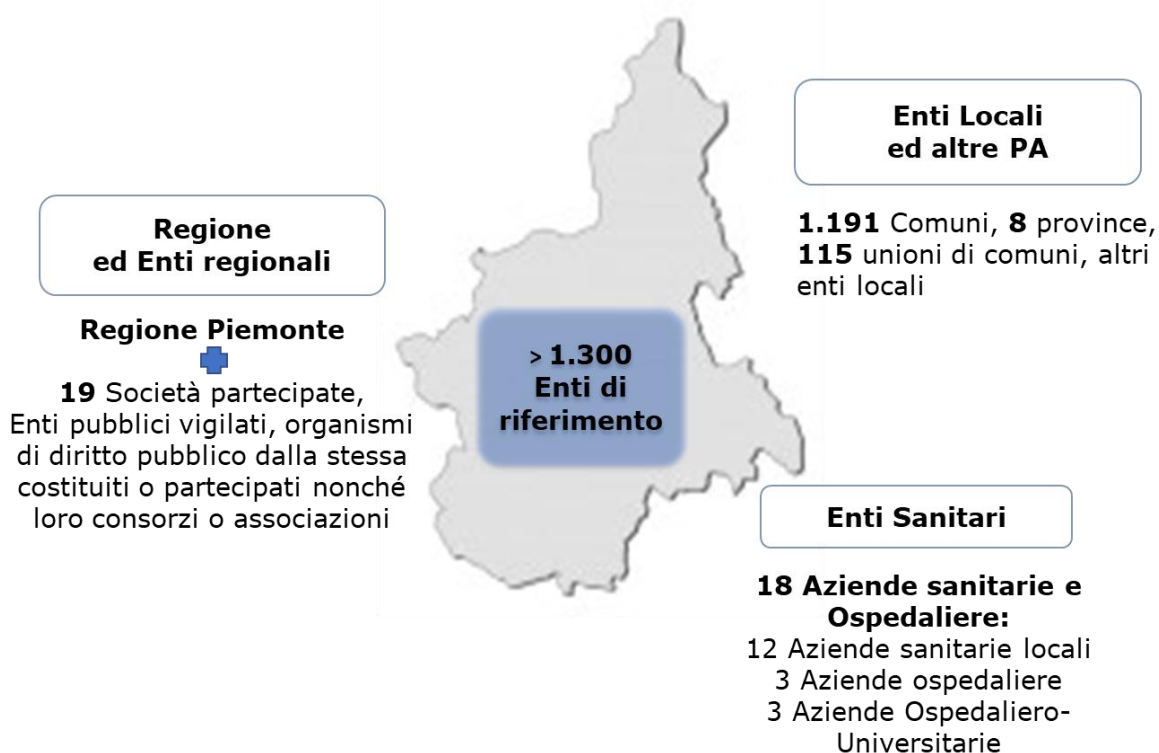 Regione
ed Enti regionali
Regione Piemonte
19 Società partecipate,
Enti pubblici vigilati, organismi
di diritto pubblico dalla stessa
costituiti o partecipati nonché
loro consorzi o associazioni
> 1.300
Enti di
riferimento
Enti Locali
ed altre PA
1.191 Comuni, 8 province,
115 unioni di comuni, altri
enti locali
Enti Sanitari
18 Aziende sanitarie e
Ospedaliere:
12 Aziende sanitarie locali
3 Aziende ospedaliere
3 Aziende Ospedaliero-
Universitarie